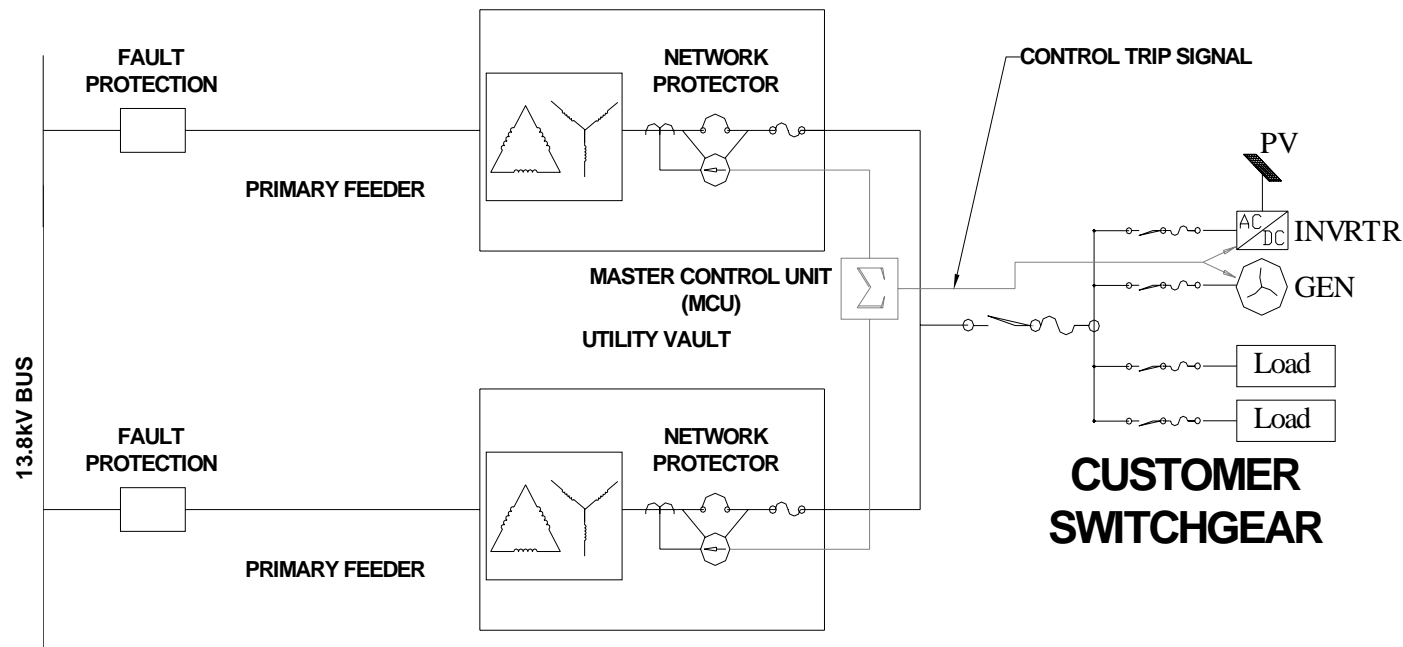 FAULT
PROTECTION
NETWORK
PROTECTOR
CONTROL TRIP SIGNAL
PV
PRIMARY FEEDER
AC
DC
INVRTR
MASTER CONTROL UNIT
(MCU)
Σ
GEN
UTILITY VAULT
Load
Load
13.8kV BUS
FAULT
PROTECTION
NETWORK
PROTECTOR
CUSTOMER
SWITCHGEAR
PRIMARY FEEDER